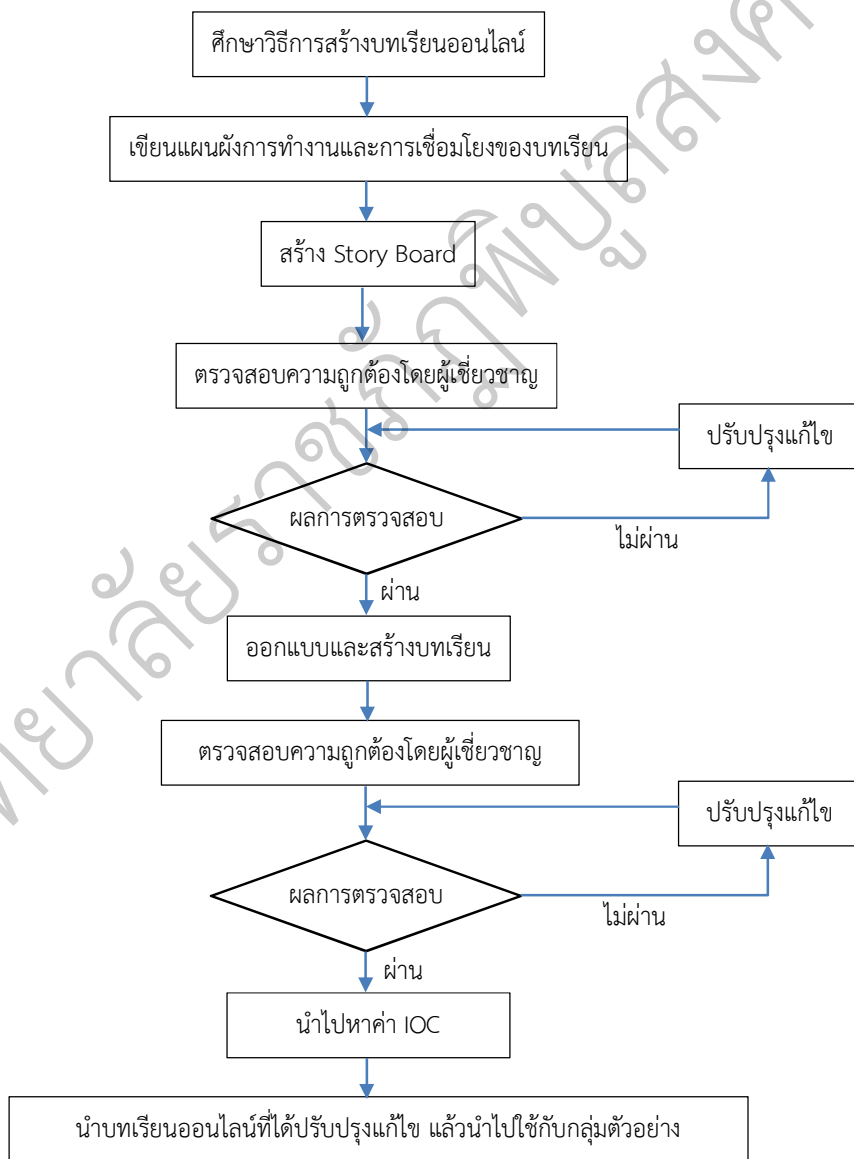 ศึกษาวิธีการสร้างบทเรียนออนไลน์
เขียนแผนผังการทำงานและการเชื่อมโยงของบทเรียน
สร้าง Story Board
ตรวจสอบความถูกต้องโดยผู้เชี่ยวชาญ
ปรับปรุงแก้ไข
ผลการตรวจสอบ
ไม่ผ่าน
ผ่าน
ออกแบบและสร้างบทเรียน
ตรวจสอบความถูกต้องโดยผู้เชี่ยวชาญ
ปรับปรุงแก้ไข
ผลการตรวจสอบ
ไม่ผ่าน
ผ่าน
นำไปหาค่า IOC
นำบทเรียนออนไลน์ที่ได้ปรับปรุงแก้ไข แล้วนำไปใช้กับกลุ่มตัวอย่าง